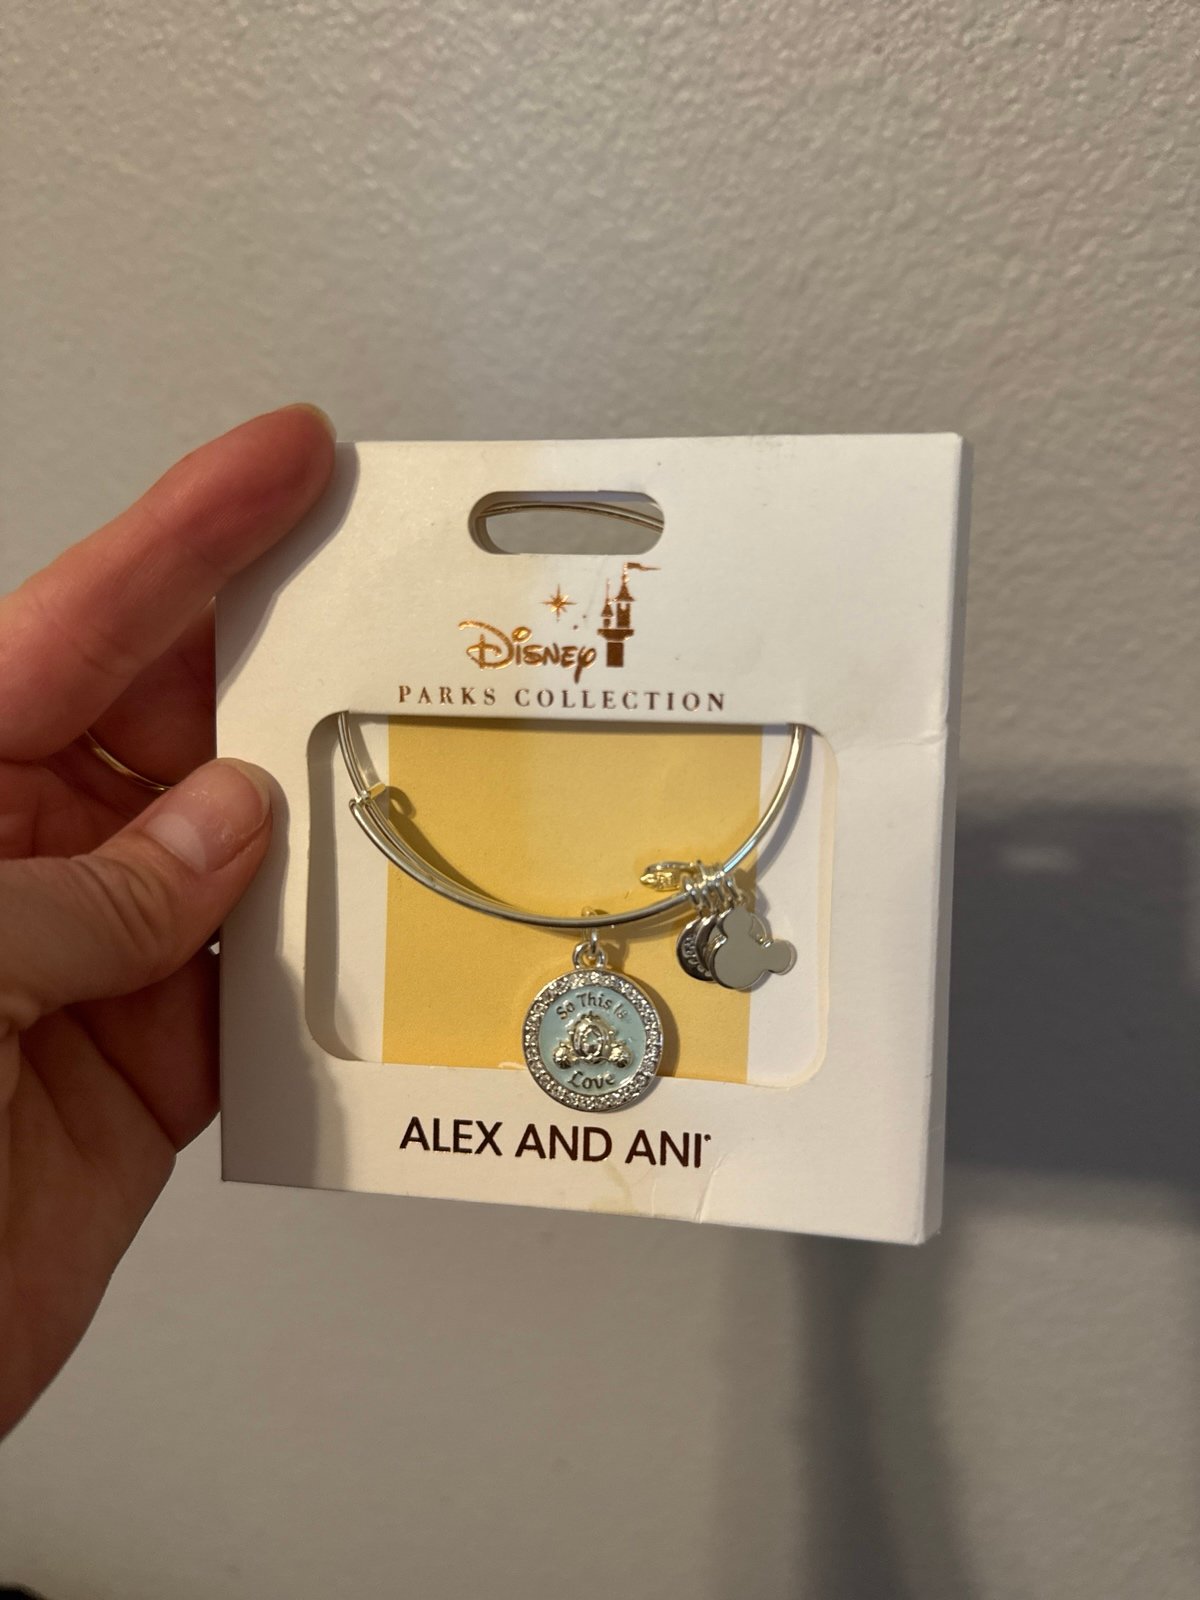 Disney
PARKS COLLECTION
So This Is
Love
ALEX AND ANI